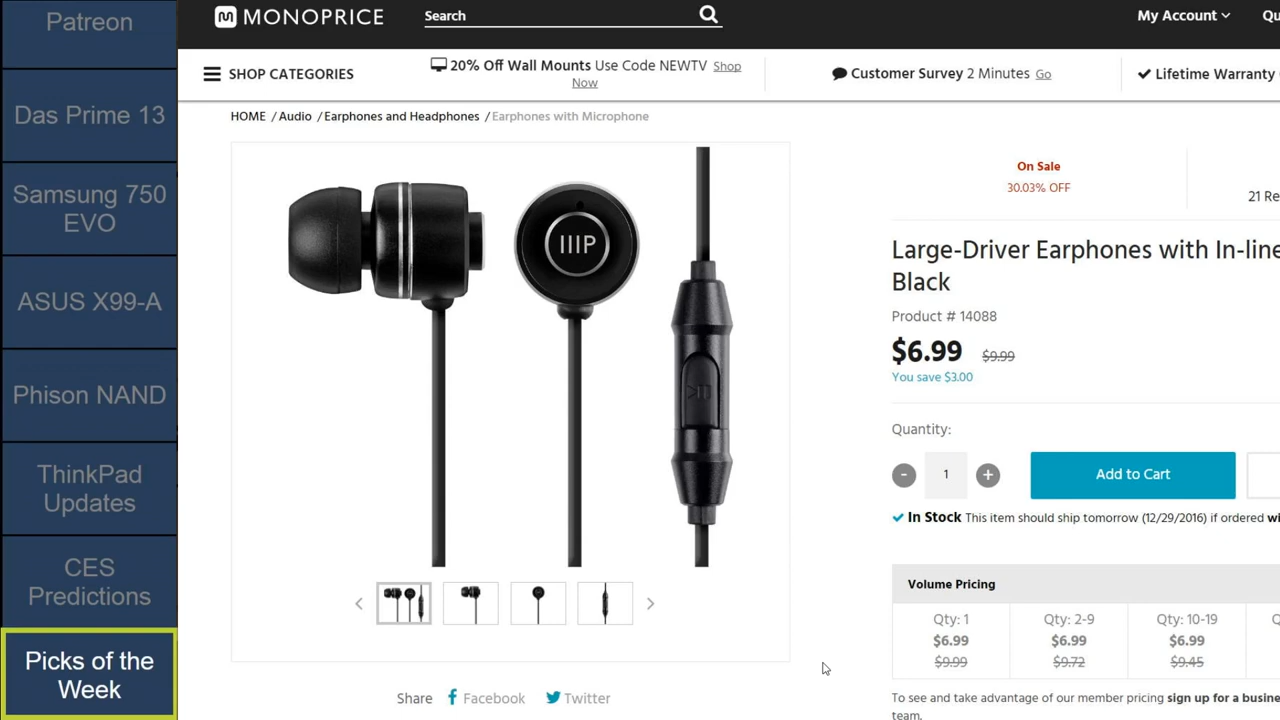 Patreon
Das Prime 13
Samsung 750
EVO
ASUS X99-A
Phison NAND
ThinkPad
Updates
CES
Predictions
Picks of the
Week
MONOPRICE
Search
My Account
Qu
SHOP CATEGORIES
20% Off Wall Mounts Use Code NEWTV Shop
Now
Customer Survey 2 Minutes Go
Lifetime Warranty
HOME / Audio / Earphones and Headphones / Earphones with Microphone
IIIP
On Sale
30.03% OFF
21 Re
Large-Driver Earphones with In-line
Black
Product # 14088
$6.99 $9.99
You save $3.00
Quantity:
- 1 +
Add to Cart
In Stock This item should ship tomorrow (12/29/2016) if ordered wi
Volume Pricing
Qty: 1 Qty: 2-9 Qty: 10-19 Q
$6.99 $6.99 $6.99
$9.99 $9.72 $9.45
To see and take advantage of our member pricing sign up for a busine
team.
Share Facebook Twitter